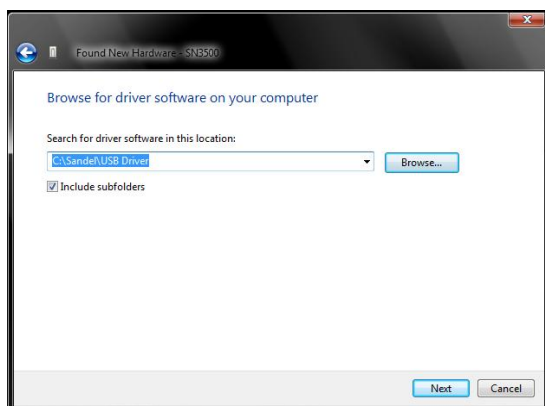 Found New Hardware - SN3500
Browse for driver software on your computer
Search for driver software in this location:
C:\Sandel\USB Driver
Browse...
Include subfolders
Next
Cancel